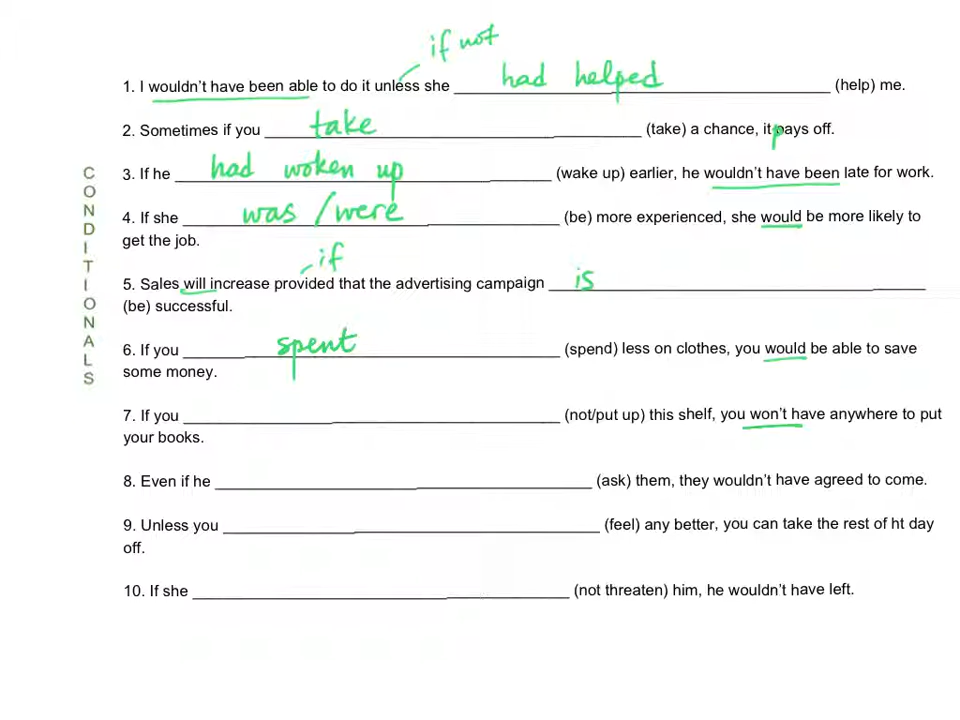 if not
1. I wouldn't have been able to do it unless she had helped (help) me.
2. Sometimes if you take (take) a chance, it pays off.
3. If he had woken up (wake up) earlier, he wouldn't have been late for work.
4. If she was/were (be) more experienced, she would be more likely to
get the job.
if
5. Sales will increase provided that the advertising campaign is
(be) successful.
6. If you spent (spend) less on clothes, you would be able to save
some money.
7. If you (not/put up) this shelf, you won't have anywhere to put
your books.
8. Even if he (ask) them, they wouldn't have agreed to come.
9. Unless you (feel) any better, you can take the rest of ht day
off.
10. If she (not threaten) him, he wouldn't have left.
CONDITIONALS